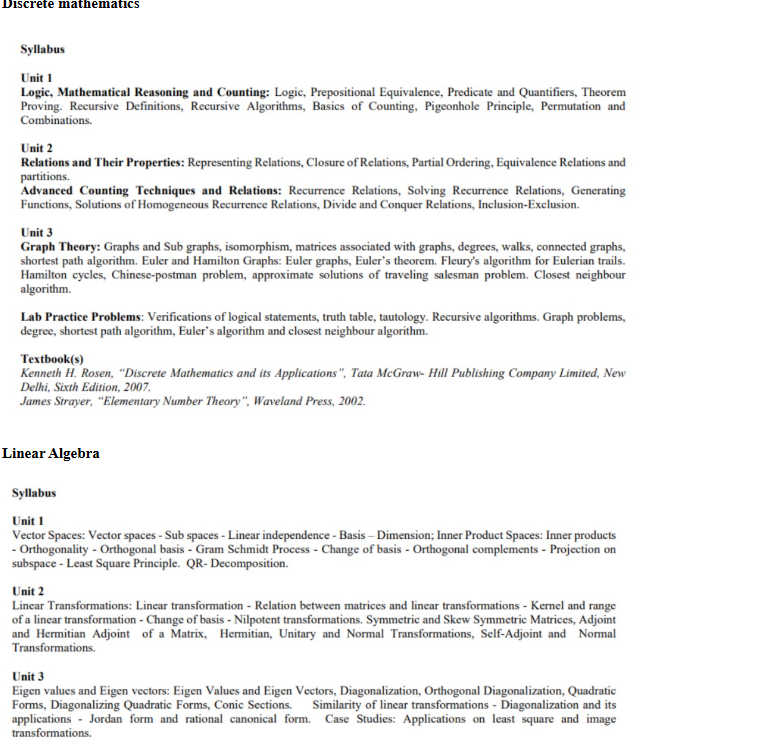 Discrete mathematics
Syllabus
Unit 1
Logic, Mathematical Reasoning and Counting: Logic, Prepositional Equivalence, Predicate and Quantifiers, Theorem
Proving. Recursive Definitions, Recursive Algorithms, Basics of Counting, Pigeonhole Principle, Permutation and
Combinations.
Unit 2
Relations and Their Properties: Representing Relations, Closure of Relations, Partial Ordering, Equivalence Relations and
partitions.
Advanced Counting Techniques and Relations: Recurrence Relations, Solving Recurrence Relations, Generating
Functions, Solutions of Homogeneous Recurrence Relations, Divide and Conquer Relations, Inclusion-Exclusion.
Unit 3
Graph Theory: Graphs and Sub graphs, isomorphism, matrices associated with graphs, degrees, walks, connected graphs,
shortest path algorithm. Euler and Hamilton Graphs: Euler graphs, Euler's theorem. Fleury's algorithm for Eulerian trails.
Hamilton cycles, Chinese-postman problem, approximate solutions of traveling salesman problem. Closest neighbour
algorithm.
Lab Practice Problems: Verifications of logical statements, truth table, tautology. Recursive algorithms. Graph problems,
degree, shortest path algorithm, Euler's algorithm and closest neighbour algorithm.
Textbook(s)
Kenneth H. Rosen, "Discrete Mathematics and its Applications", Tata McGraw- Hill Publishing Company Limited, New
Delhi, Sixth Edition, 2007.
James Strayer, "Elementary Number Theory", Waveland Press, 2002.
Linear Algebra
Syllabus
Unit 1
Vector Spaces: Vector spaces - Sub spaces - Linear independence - Basis – Dimension; Inner Product Spaces: Inner products
- Orthogonality - Orthogonal basis - Gram Schmidt Process - Change of basis - Orthogonal complements - Projection on
subspace - Least Square Principle. QR- Decomposition.
Unit 2
Linear Transformations: Linear transformation - Relation between matrices and linear transformations - Kernel and range
of a linear transformation - Change of basis - Nilpotent transformations. Symmetric and Skew Symmetric Matrices, Adjoint
and Hermitian Adjoint of a Matrix, Hermitian, Unitary and Normal Transformations, Self-Adjoint and Normal
Transformations.
Unit 3
Eigen values and Eigen vectors: Eigen Values and Eigen Vectors, Diagonalization, Orthogonal Diagonalization, Quadratic
Forms, Diagonalizing Quadratic Forms, Conic Sections. Similarity of linear transformations - Diagonalization and its
applications - Jordan form and rational canonical form. Case Studies: Applications on least square and image
transformations.